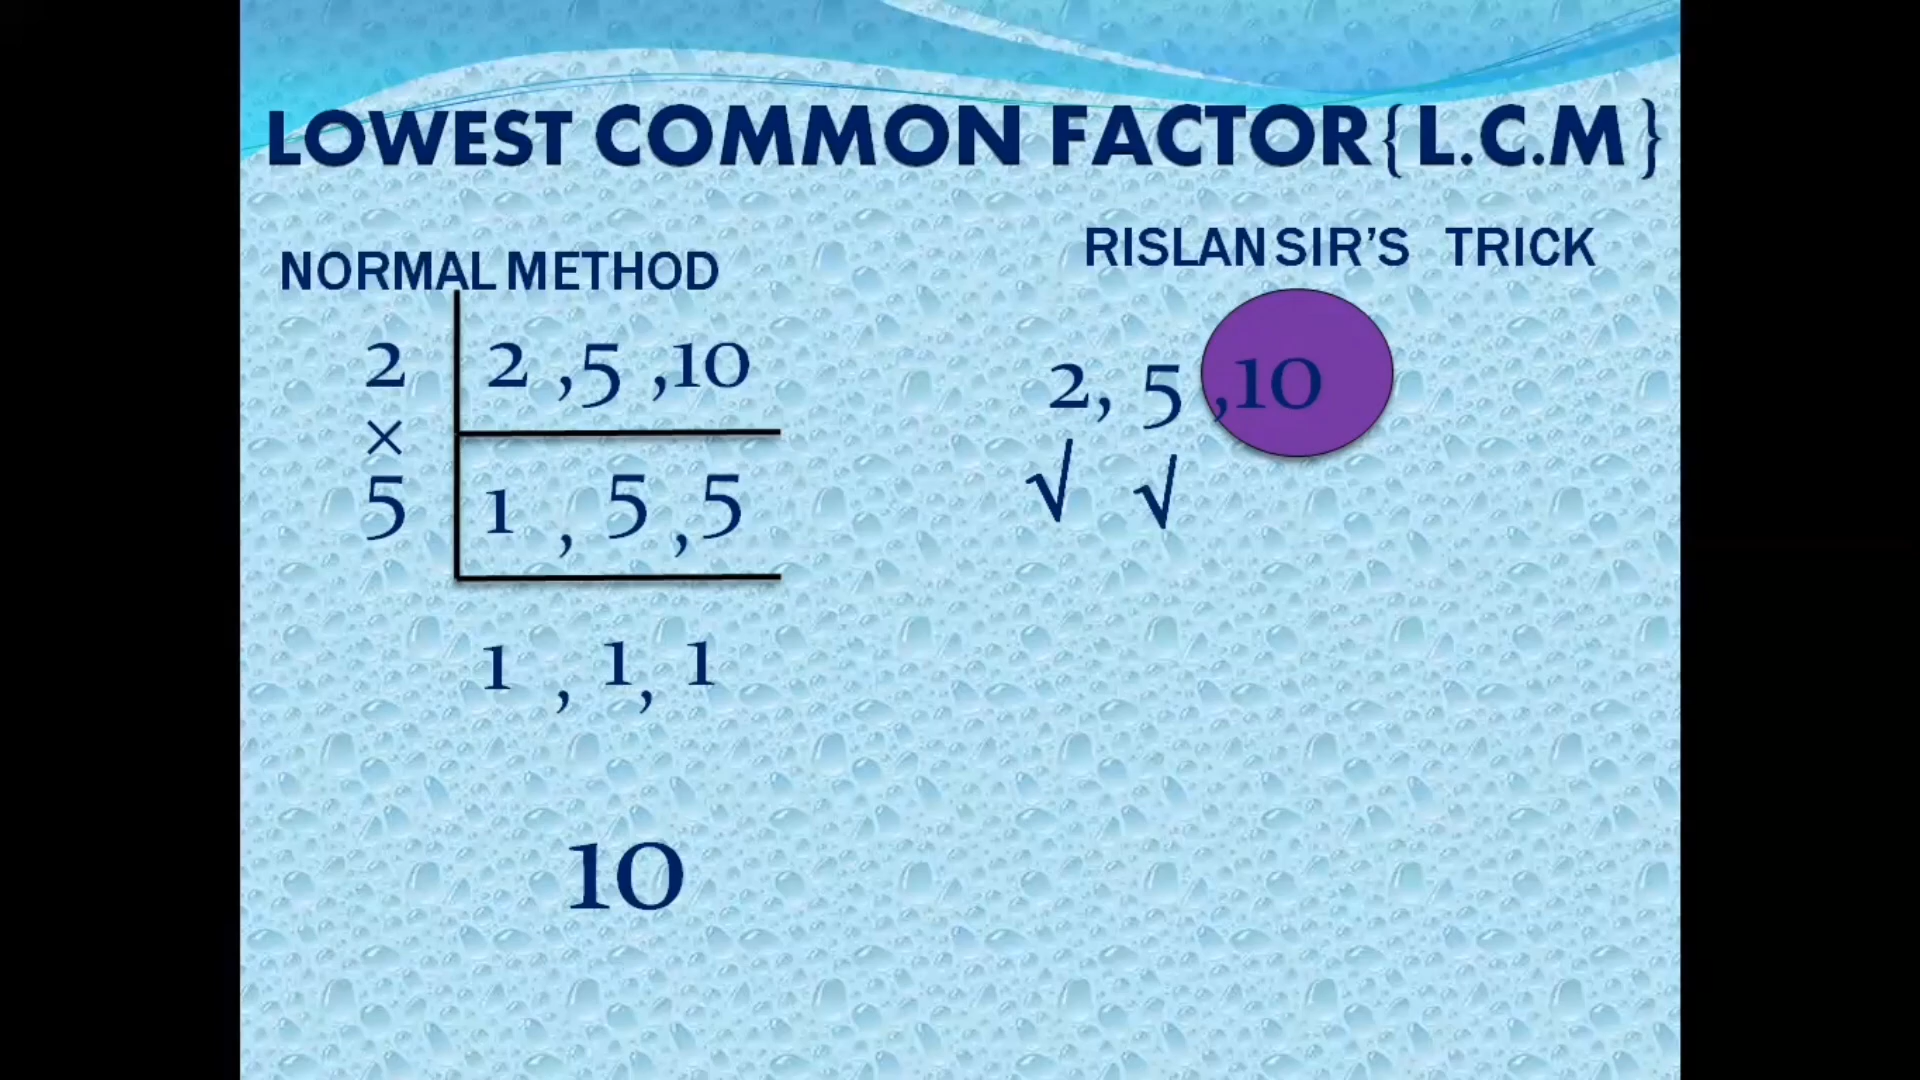 LOWEST COMMON FACTOR{L.C.M}
NORMAL METHOD
2 2 ,5 ,10
×
5 1 , 5 ,5
1 , 1, 1
10
RISLAN SIR’S TRICK
2, 5 ,10
√ √